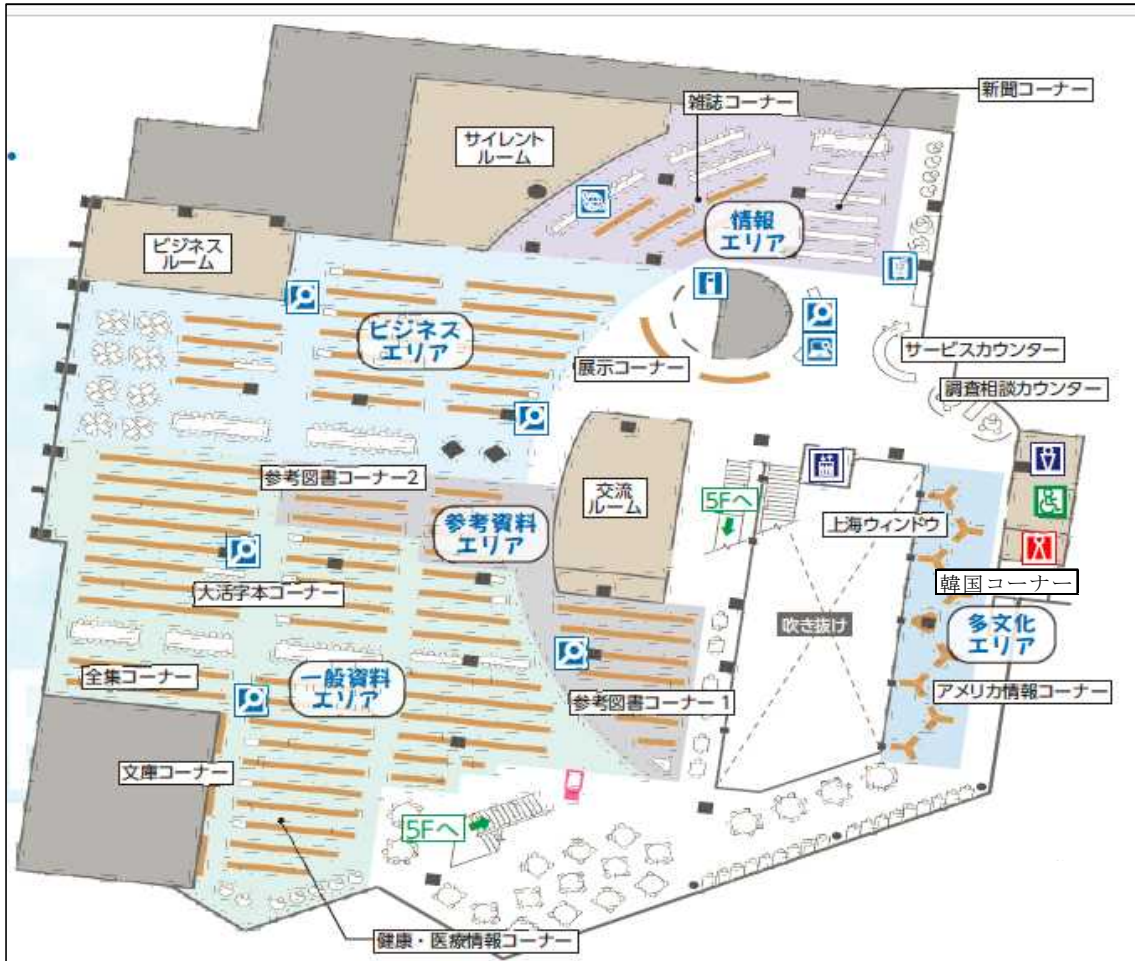 新聞コーナー
雑誌コーナー
サイレント
ルーム
情報
エリア
ビジネス
ルーム
ビジネス
エリア
展示コーナー
サービスカウンター
調査相談カウンター
参考図書コーナー2
交流
ルーム
5Fへ
参考資料
エリア
上海ウィンドウ
大活字本コーナー
韓国コーナー
吹き抜け
多文化
エリア
全集コーナー
一般資料
エリア
参考図書コーナー1
アメリカ情報コーナー
文庫コーナー
5Fへ
健康・医療情報コーナー